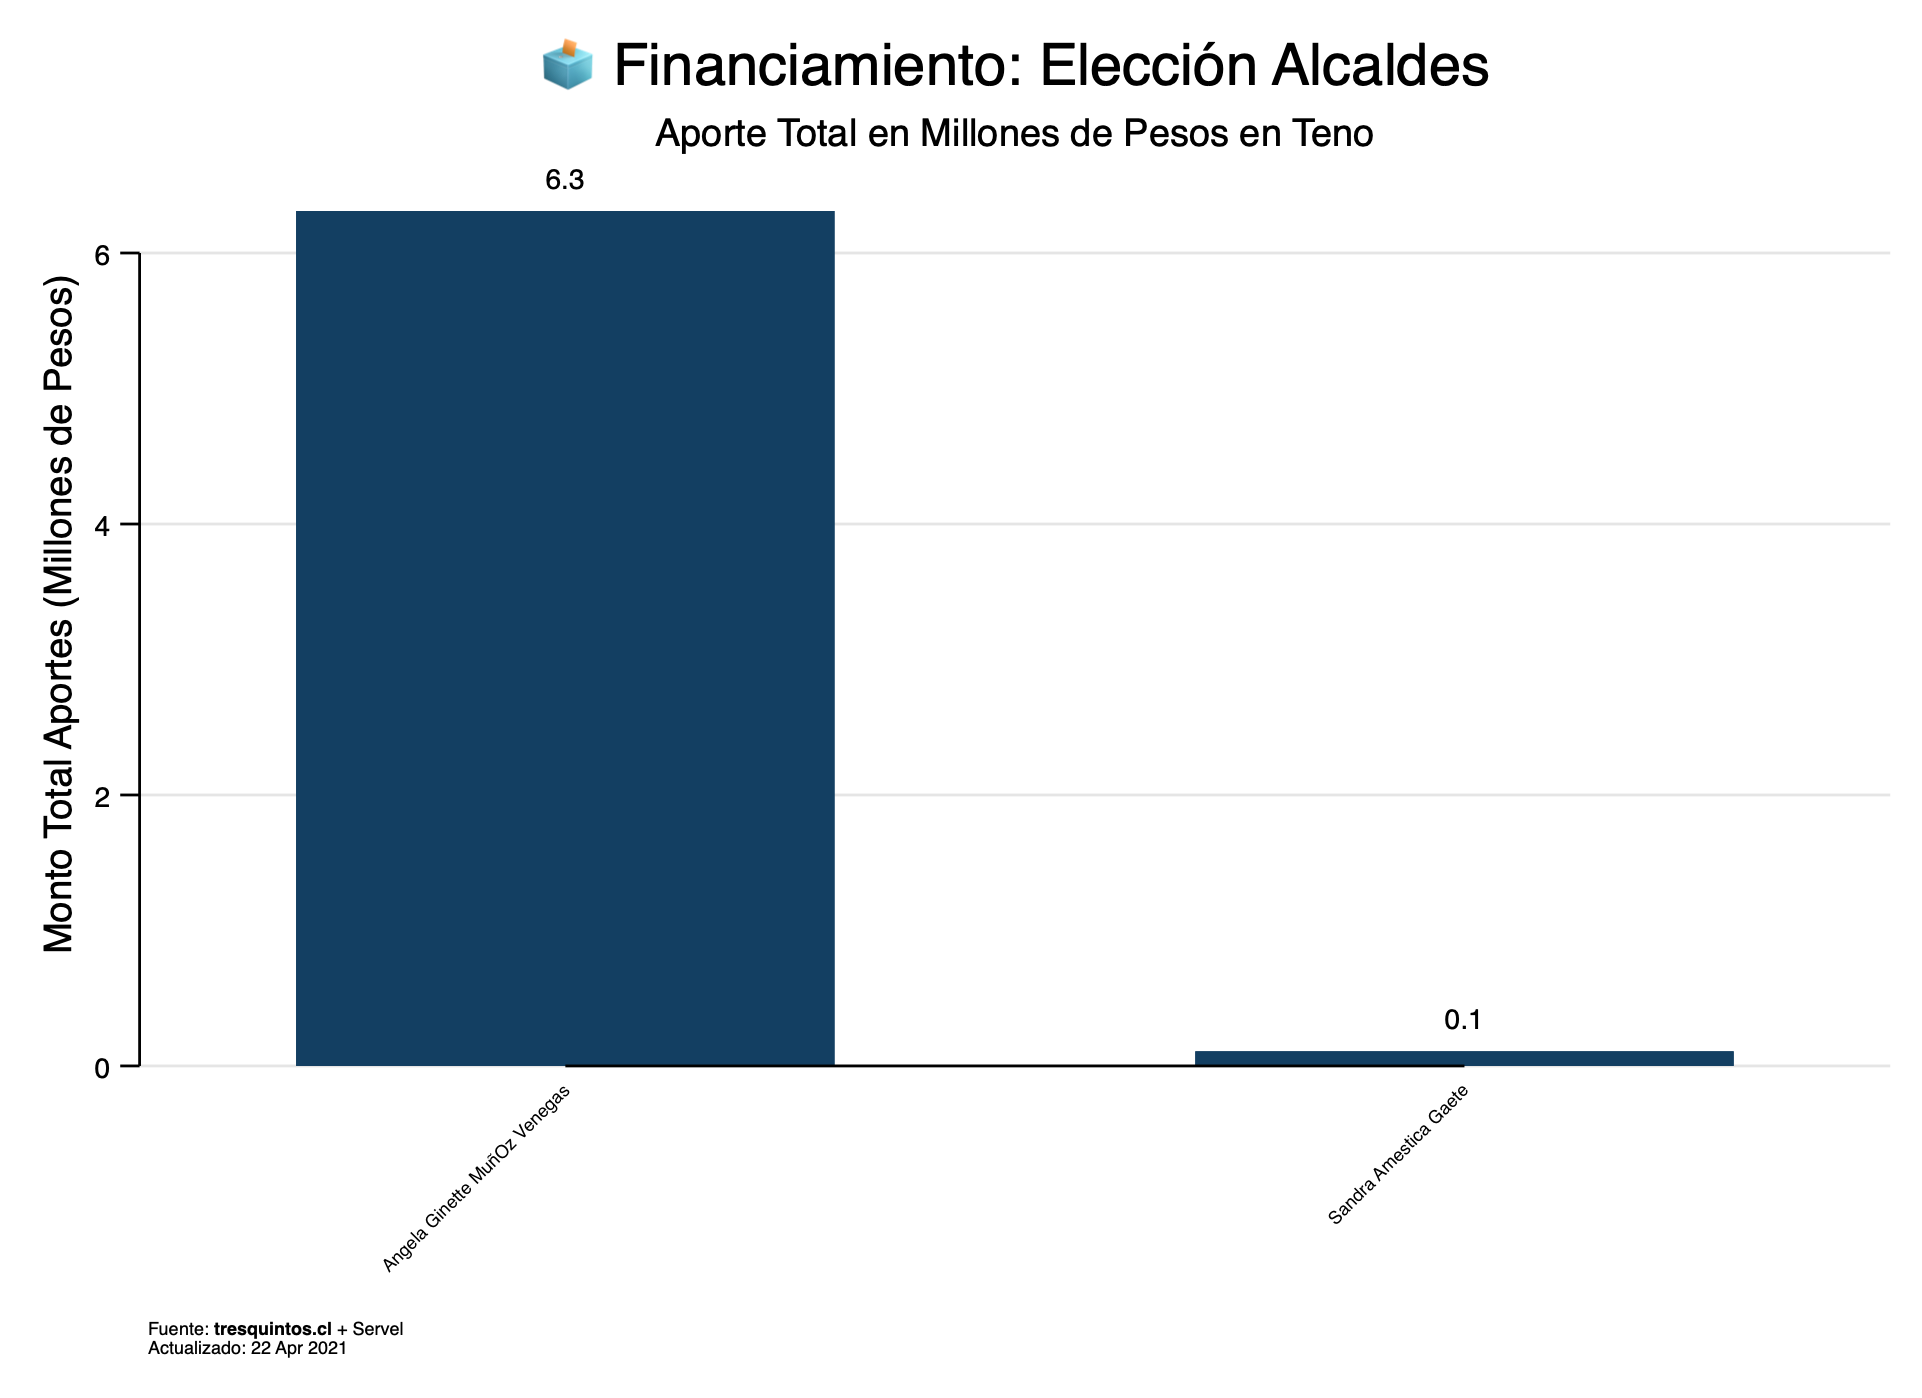 Financiamiento: Elección Alcaldes
Aporte Total en Millones de Pesos en Teno
Monto Total Aportes (Millones de Pesos)
6
4
2
0
6.3
0.1
Angela Ginette MuñOz Venegas
Sandra Amestica Gaete
Fuente: tresquintos.cl + Servel
Actualizado: 22 Apr 2021